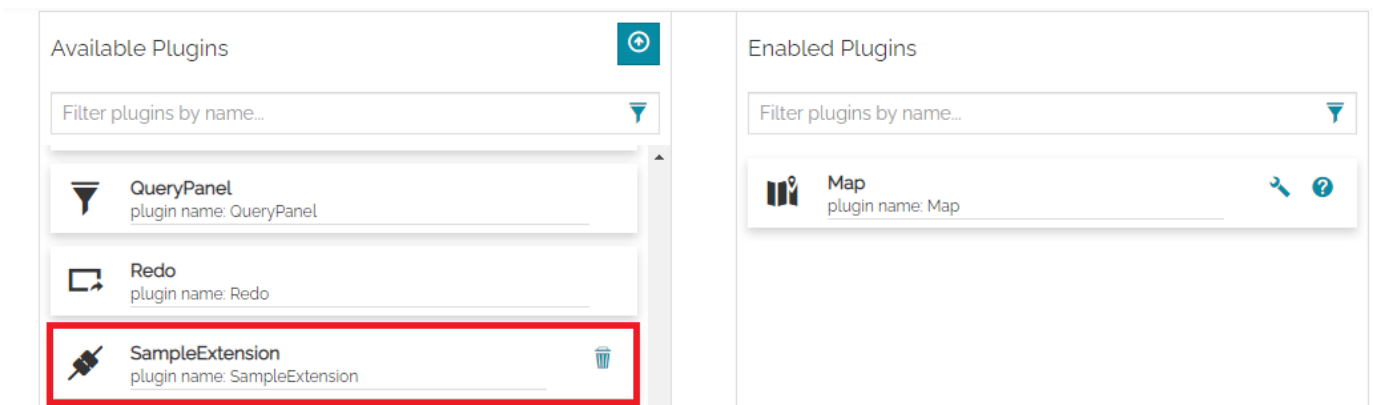 Available Plugins
Filter plugins by name...
QueryPanel
plugin name: QueryPanel
Redo
plugin name: Redo
SampleExtension
plugin name: SampleExtension
Enabled Plugins
Filter plugins by name...
Map
plugin name: Map